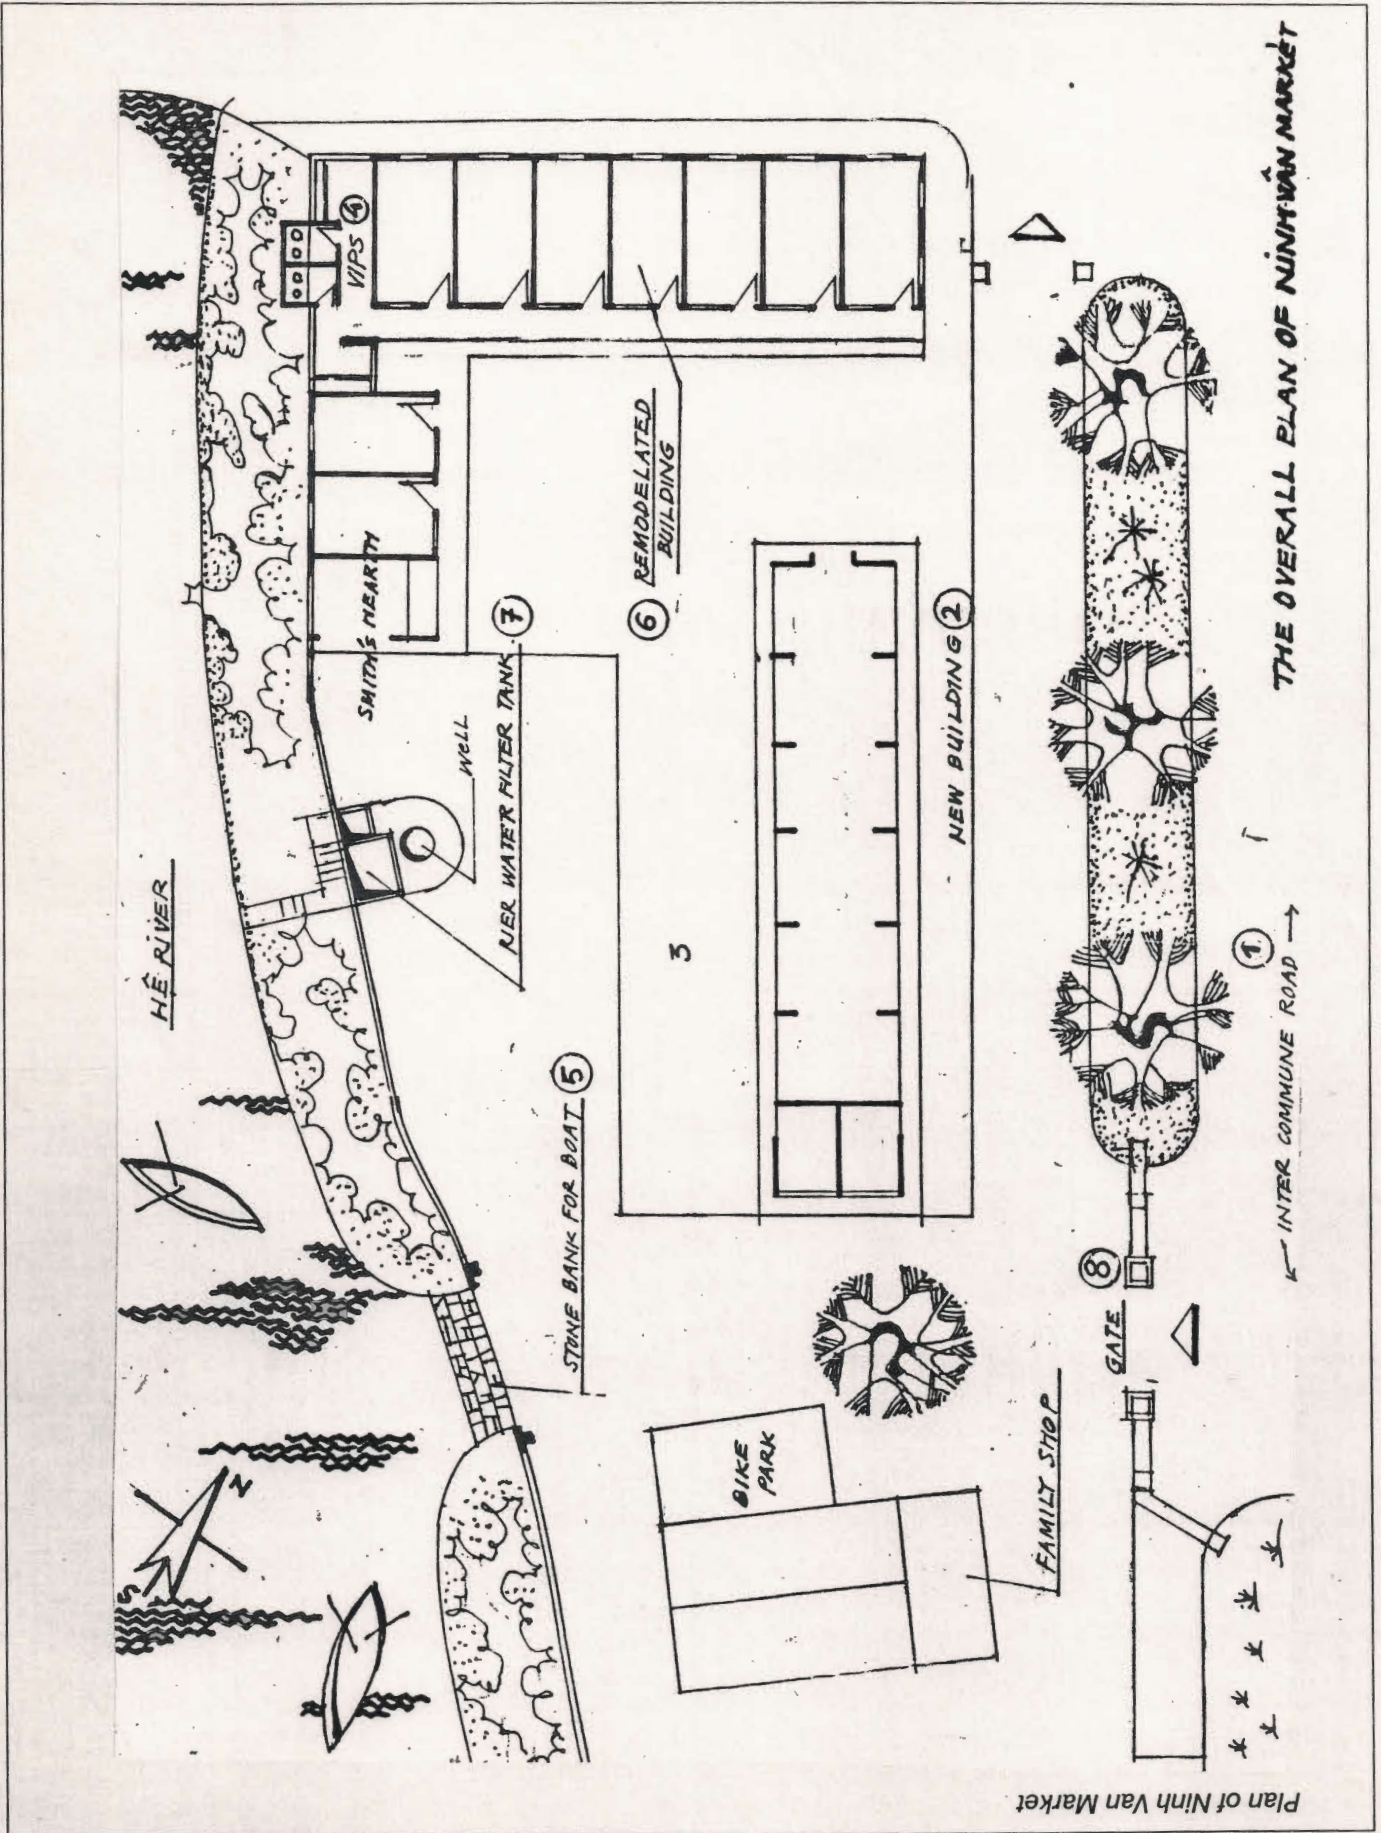 HÊ RIVER
S
N
VIPS 4
SMITH'S HEARTH
WELL
RIER WATER FILTER TANK 7
STONE BANK FOR BOAT 5
6 REMODELATED
BUILDING
3
BIKE
PARK
NEW BUILDING 2
FAMILY SHOP
GATE
8
1
← INTER COMMUNE ROAD →
THE OVERALL PLAN OF NINH VÂN MARKET
Plan of Ninh Van Market